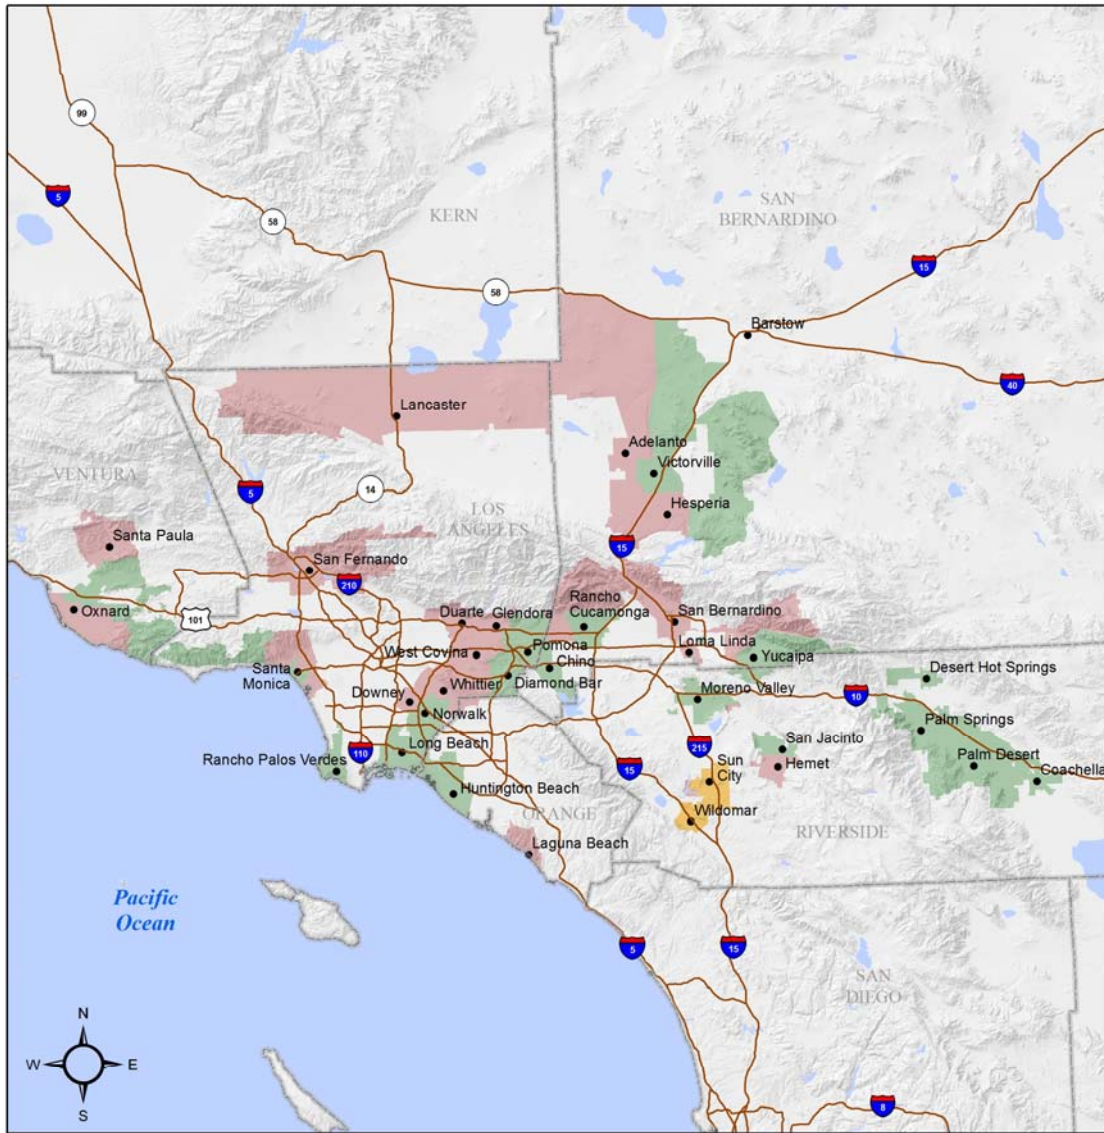 99
5
58
KERN
SAN
BERNARDINO
15
58
Barstow
40
Lancaster
Adelanto
Victorville
VENTURA
5
14
LOS
ANGELES
Hesperia
Santa Paula
15
San Fernando
210
Oxnard
101
Duarte
Glendora
Rancho
Cucamonga
San Bernardino
West Covina
Pomona
Chino
Loma Linda
Yucaipa
Santa
Monica
Downey
Whittier
Diamond Bar
Moreno Valley
10
Desert Hot Springs
Norwalk
Palm Springs
Rancho Palos Verdes
110
Long Beach
15
215
San Jacinto
Hemet
Sun
City
Palm Desert
Coachella
Huntington Beach
ORANGE
Wildomar
RIVERSIDE
Laguna Beach
Pacific
Ocean
5
15
SAN
DIEGO
N
W
E
S
8